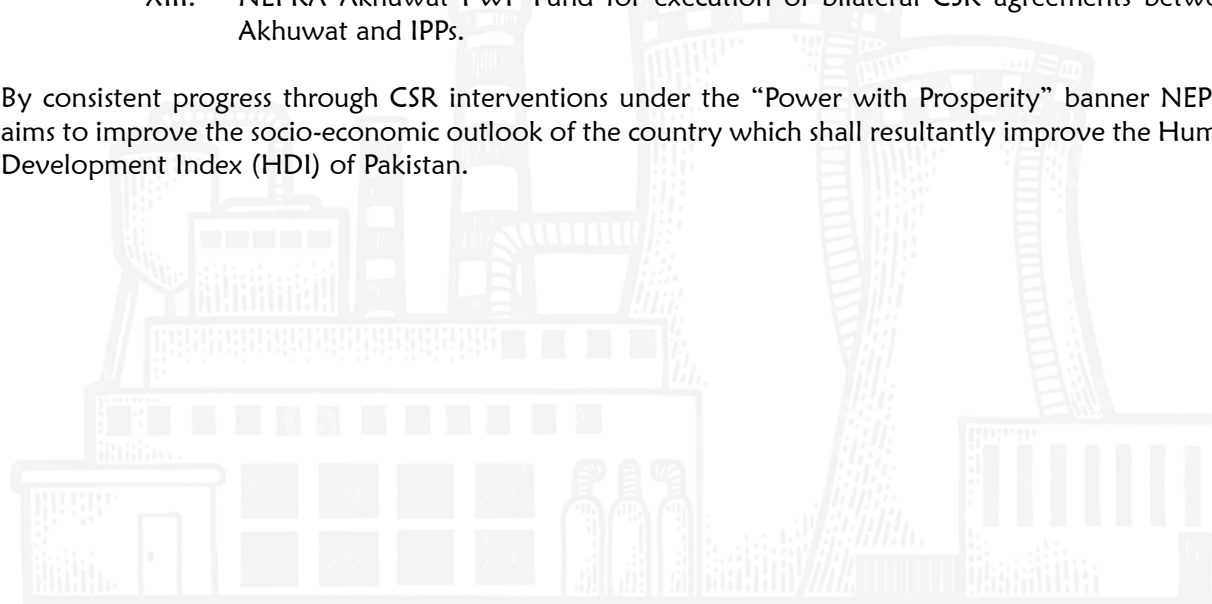 XIII. NEPRA Akhuwat PwP Fund for execution of bilateral CSR agreements betwe
Akhuwat and IPPs.
By consistent progress through CSR interventions under the “Power with Prosperity” banner NEP
aims to improve the socio-economic outlook of the country which shall resultantly improve the Hum
Development Index (HDI) of Pakistan.